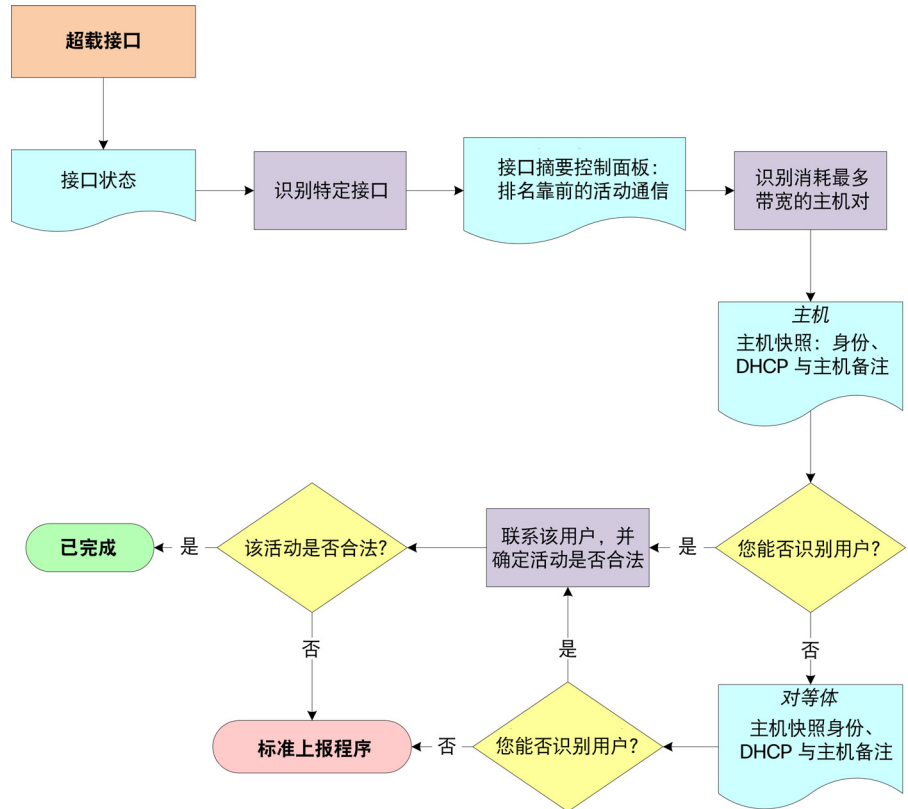 超载接口
接口状态
识别特定接口
接口摘要控制面板：
排名靠前的活动通信
识别消耗最多
带宽的主机对
主机
主机快照：身份、
DHCP 与主机备注
您能否识别用户？
是
联系该用户，并
确定活动是否合法
该活动是否合法？
是
已完成
否
否
对等体
主机快照身份、
DHCP 与主机备注
您能否识别用户？
是
否
标准上报程序